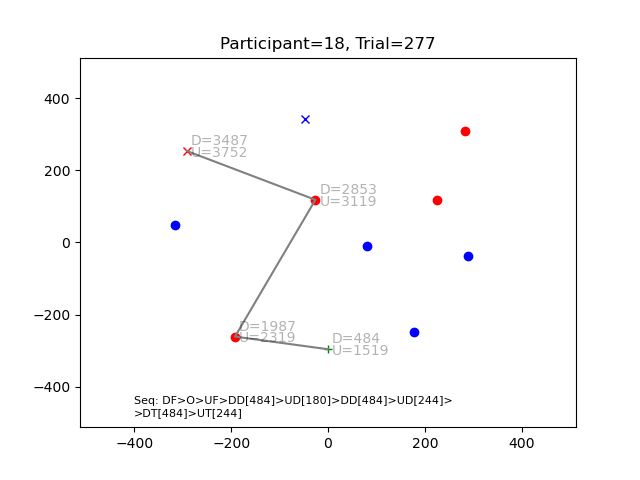 Participant=18, Trial=277
400
200
0
−200
−400
D=3487
U=3752
D=2853
U=3119
D=1987
U=2319
D=484
U=1519
Seq: DF>O>UF>DD[484]>UD[180]>DD[484]>UD[244]>
>DT[484]>UT[244]
−400
−200
0
200
400